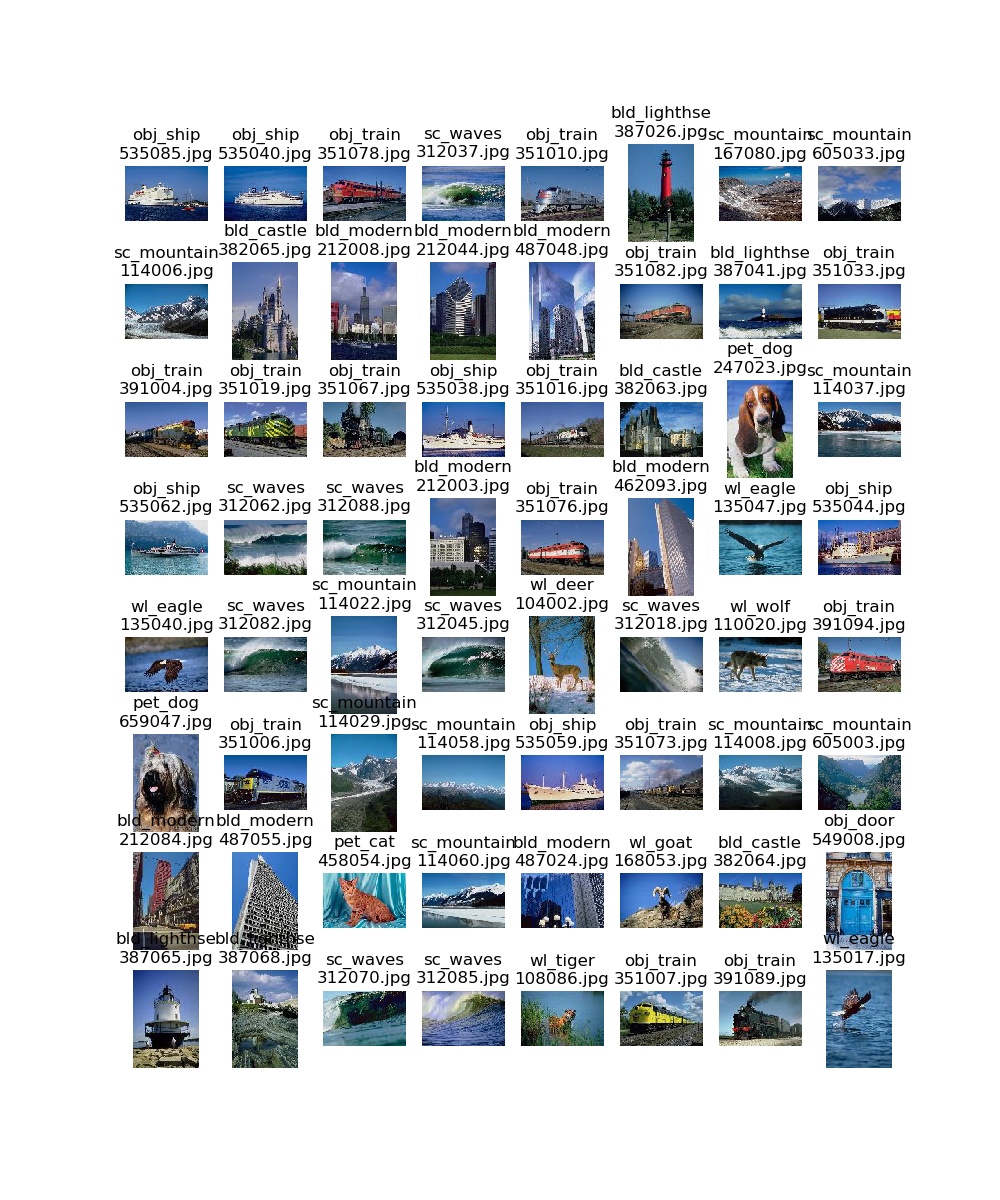 obj_ship
535085.jpg
obj_ship
535040.jpg
obj_train
351078.jpg
sc_waves
312037.jpg
obj_train
351010.jpg
bld_lighthse
387026.jpg
sc_mountain
167080.jpg
sc_mountain
605033.jpg
sc_mountain
114006.jpg
bld_castle
382065.jpg
bld_modern
212008.jpg
bld_modern
212044.jpg
bld_modern
487048.jpg
obj_train
351082.jpg
bld_lighthse
387041.jpg
obj_train
351033.jpg
obj_train
391004.jpg
obj_train
351019.jpg
obj_train
351067.jpg
obj_ship
535038.jpg
obj_train
351016.jpg
bld_castle
382063.jpg
pet_dog
247023.jpg
sc_mountain
114037.jpg
obj_ship
535062.jpg
sc_waves
312062.jpg
sc_waves
312088.jpg
bld_modern
212003.jpg
obj_train
351076.jpg
bld_modern
462093.jpg
wl_eagle
135047.jpg
obj_ship
535044.jpg
wl_eagle
135040.jpg
sc_waves
312082.jpg
sc_mountain
114022.jpg
sc_waves
312045.jpg
wl_deer
104002.jpg
sc_waves
312018.jpg
wl_wolf
110020.jpg
obj_train
391094.jpg
pet_dog
659047.jpg
obj_train
351006.jpg
sc_mountain
114029.jpg
sc_mountain
114058.jpg
obj_ship
535059.jpg
obj_train
351073.jpg
sc_mountain
114008.jpg
sc_mountain
605003.jpg
bld_modern
212084.jpg
bld_modern
487055.jpg
pet_cat
458054.jpg
sc_mountain
114060.jpg
bld_modern
487024.jpg
wl_goat
168053.jpg
bld_castle
382064.jpg
obj_door
549008.jpg
bld_lighthse
387065.jpg
bld_lighthse
387068.jpg
sc_waves
312070.jpg
sc_waves
312085.jpg
wl_tiger
108086.jpg
obj_train
351007.jpg
obj_train
391089.jpg
wl_eagle
135017.jpg